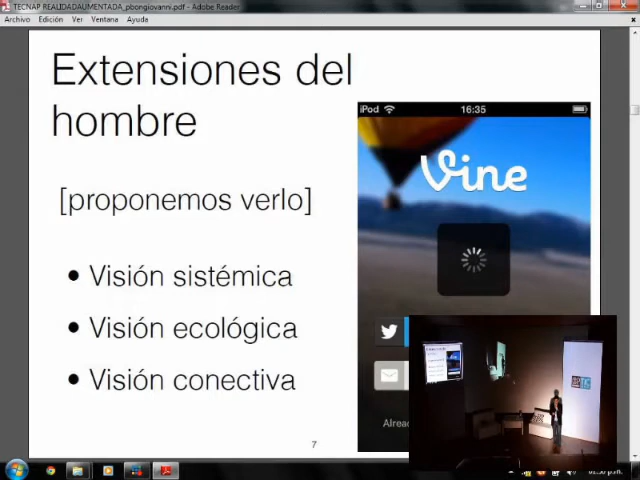 TECNAP REALIDADAUMENTADA_pbongiovanni.pdf - Adobe Reader
Archivo Edición Ver Ventana Ayuda
Extensiones del
hombre
[proponemos verlo]
• Visión sistémica
• Visión ecológica
• Visión conectiva
7
iPod 16:35
Vine
Alrea